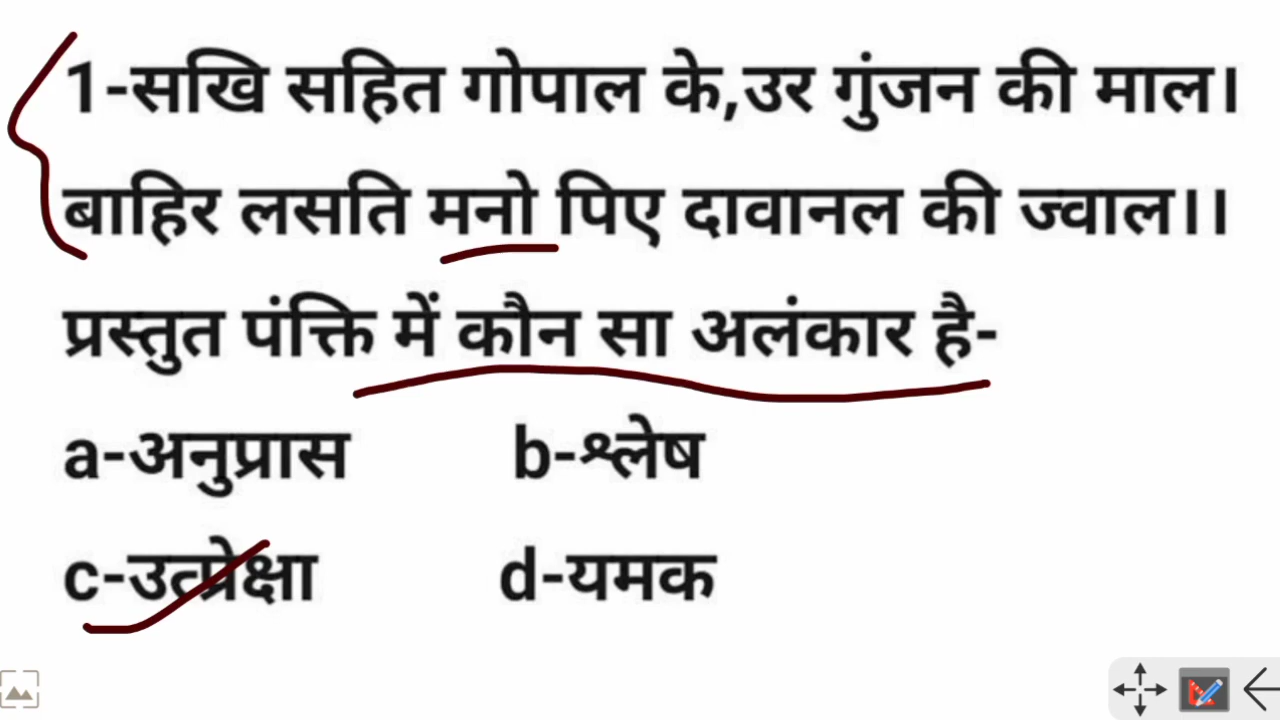 1-सखि सहित गोपाल के,उर गुंजन की माल।
बाहिर लसति मनो पिए दावानल की ज्वाल।।
प्रस्तुत पंक्ति में कौन सा अलंकार है-
a-अनुप्रास b-श्लेष
c-उत्प्रेक्षा d-यमक